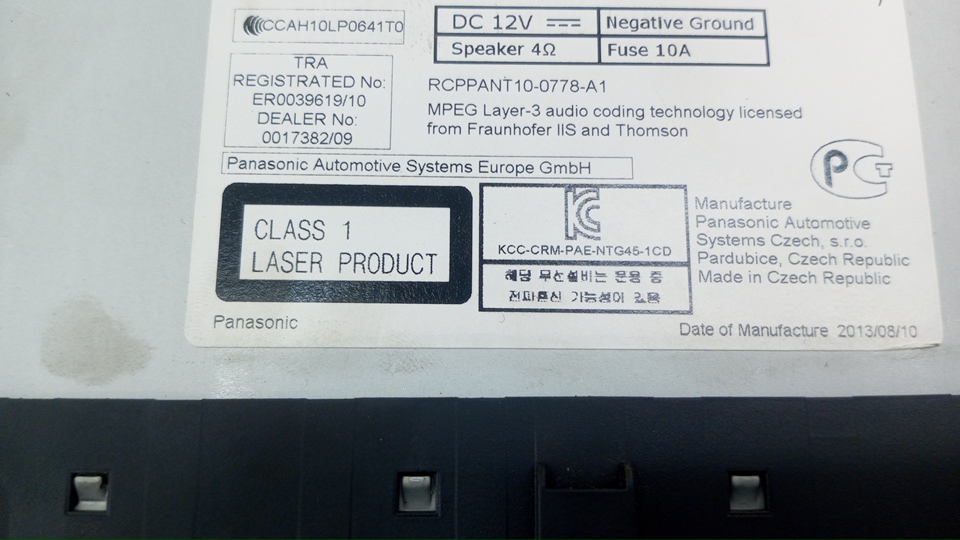 CCAH10LP0641T0
DC 12V
Negative Ground
Speaker 4Ω
Fuse 10A
TRA
REGISTRATED No:
ER0039619/10
DEALER No:
0017382/09
RCPPANT10-0778-A1
MPEG Layer-3 audio coding technology licensed
from Fraunhofer IIS and Thomson
Panasonic Automotive Systems Europe GmbH
CLASS 1
LASER PRODUCT
KCC-CRM-PAE-NTG45-1CD
해당 무선설비는 운용 중
전파혼신 가능성이 있음
PCT
Manufacture
Panasonic Automotive
Systems Czech, s.r.o.
Pardubice, Czech Republic
Made in Czech Republic
Panasonic
Date of Manufacture 2013/08/10